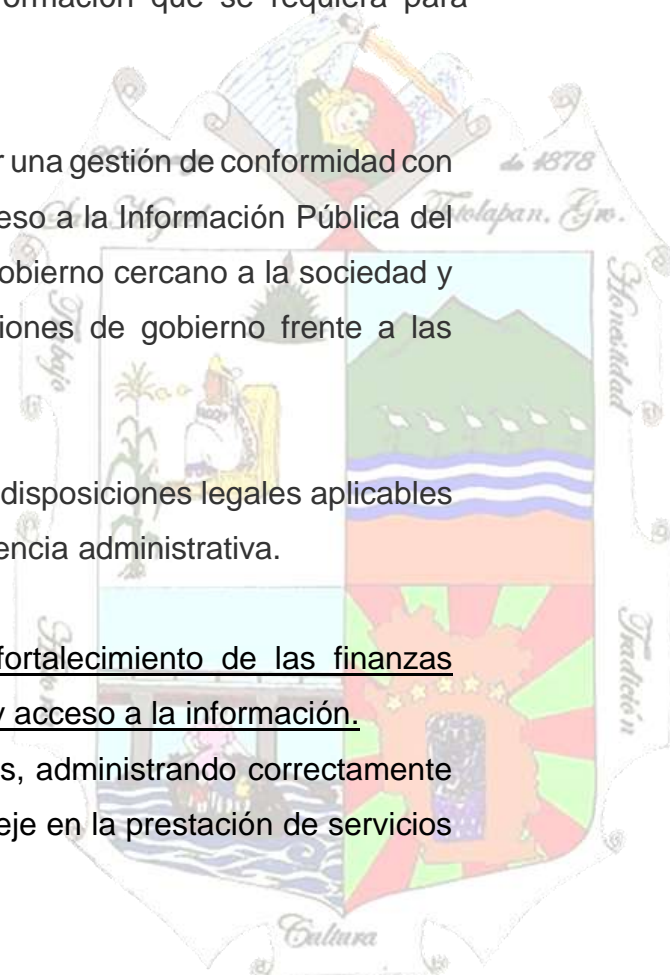 formación que se requiera para
una gestión de conformidad con
de 1878
eso a la Información Pública del
Totolapan, Gro.
obierno cercano a la sociedad y
iones de gobierno frente a las
Trabajo
Honestidad
disposiciones legales aplicables
encia administrativa.
fortalecimiento de las finanzas
y acceso a la información.
Tradición
s, administrando correctamente
eje en la prestación de servicios
Cultura